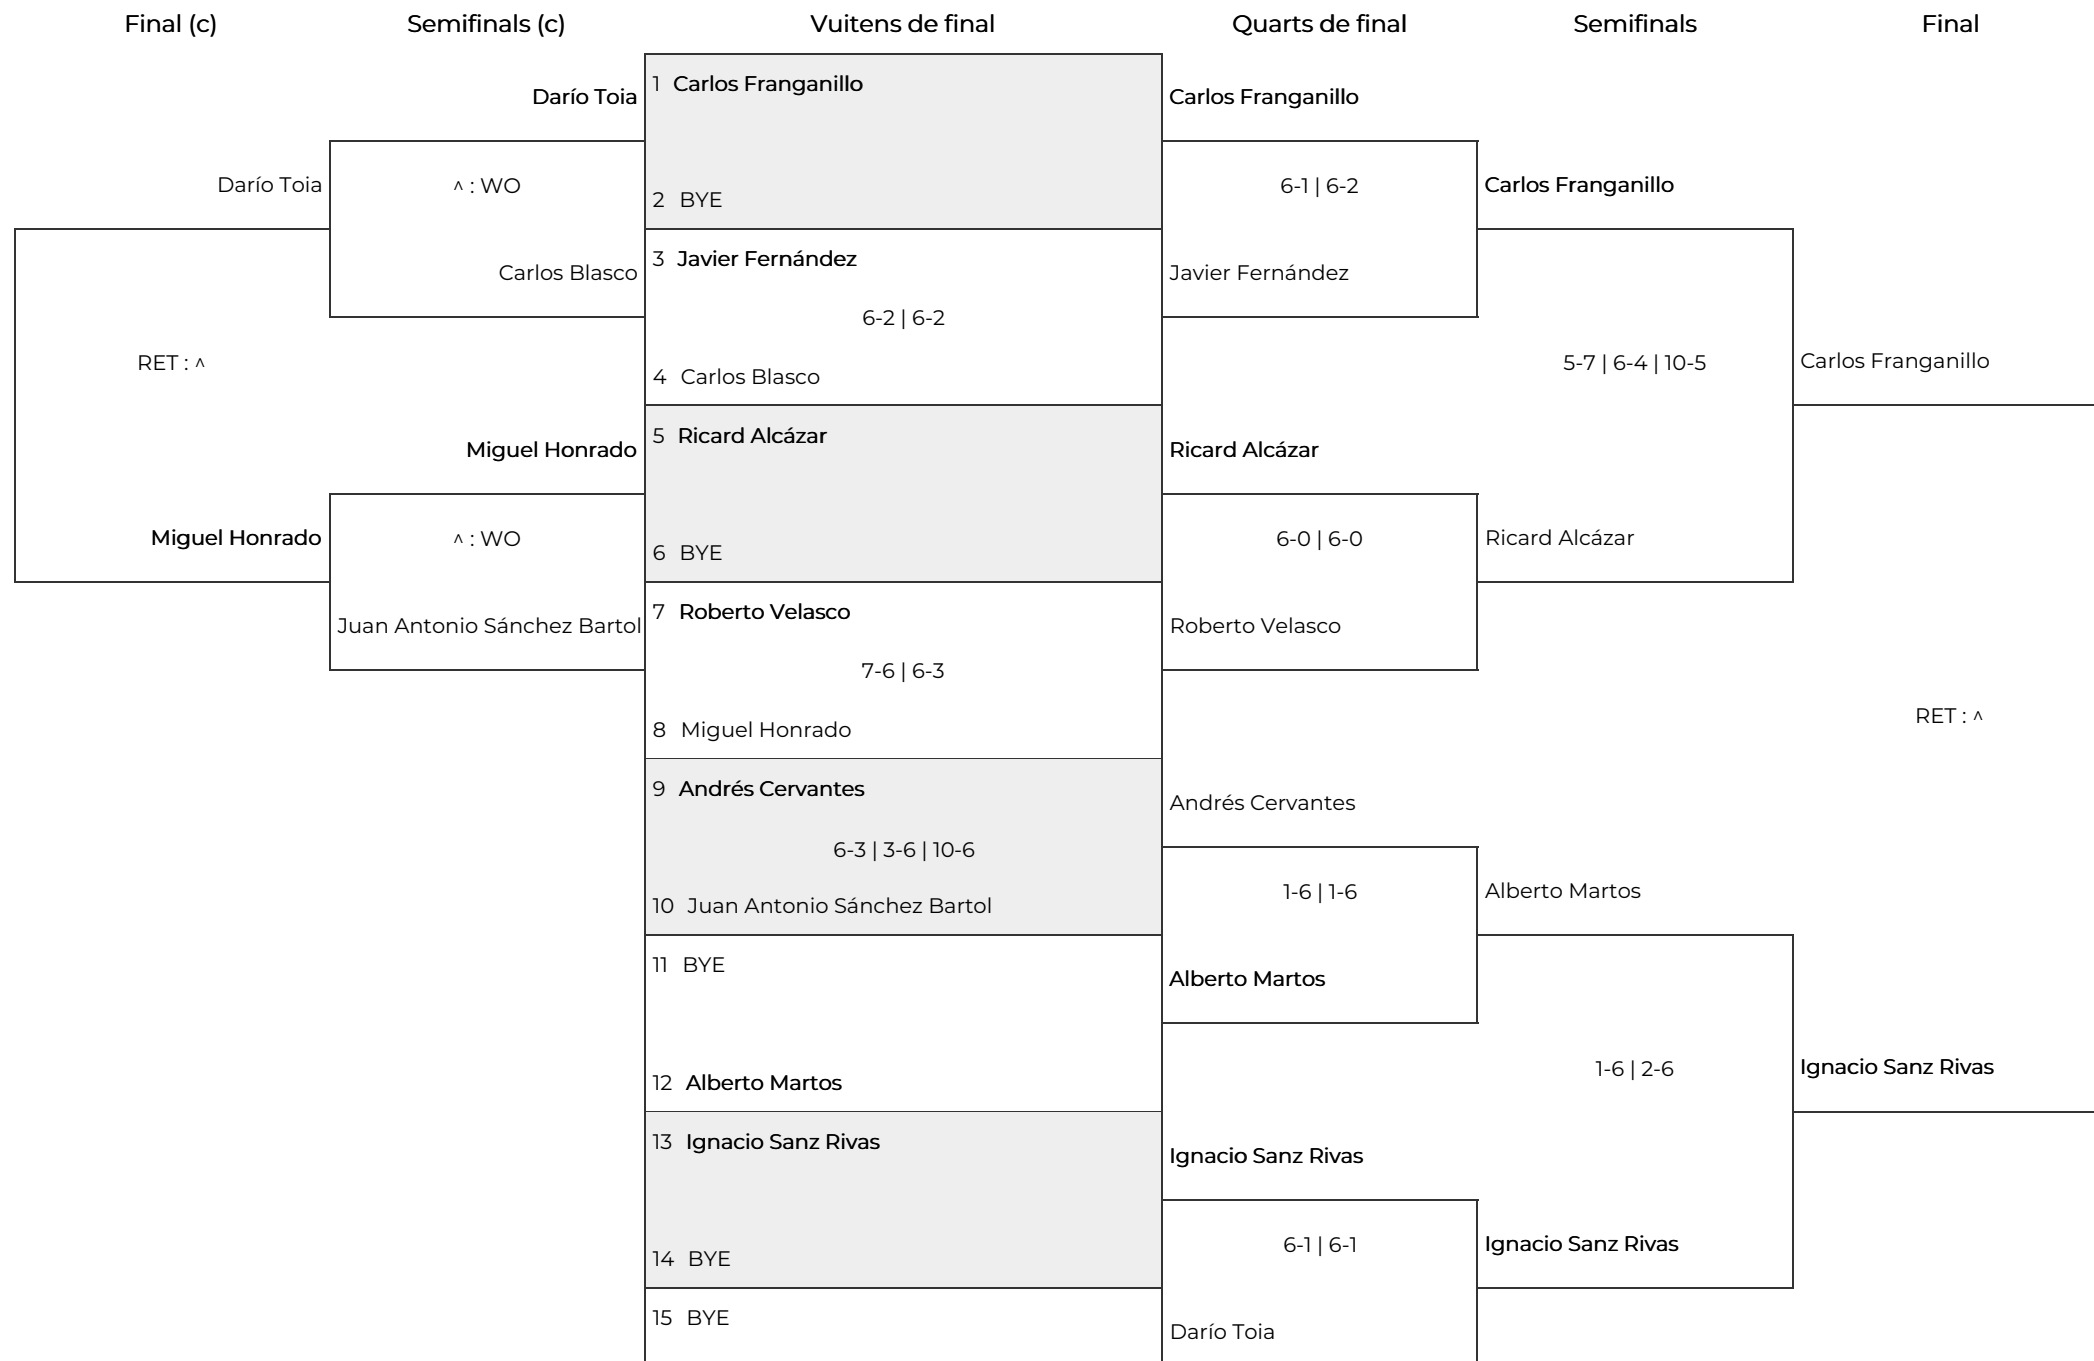 Final (c)
Semifinals (c)
Vuitens de final
Quarts de final
Semifinals
Final
Darío Toia
^ : WO
Carlos Blasco
Miguel Honrado
^ : WO
Juan Antonio Sánchez Bartol
Darío Toia
RET : ^
Miguel Honrado
1 Carlos Franganillo
2 BYE
3 Javier Fernández
6-2 | 6-2
4 Carlos Blasco
5 Ricard Alcázar
6 BYE
7 Roberto Velasco
7-6 | 6-3
8 Miguel Honrado
9 Andrés Cervantes
6-3 | 3-6 | 10-6
10 Juan Antonio Sánchez Bartol
11 BYE
12 Alberto Martos
13 Ignacio Sanz Rivas
14 BYE
15 BYE
Carlos Franganillo
6-1 | 6-2
Javier Fernández
Ricard Alcázar
6-0 | 6-0
Roberto Velasco
Andrés Cervantes
1-6 | 1-6
Alberto Martos
Ignacio Sanz Rivas
6-1 | 6-1
Darío Toia
Carlos Franganillo
5-7 | 6-4 | 10-5
Ricard Alcázar
Alberto Martos
1-6 | 2-6
Ignacio Sanz Rivas
Carlos Franganillo
RET : ^
Ignacio Sanz Rivas